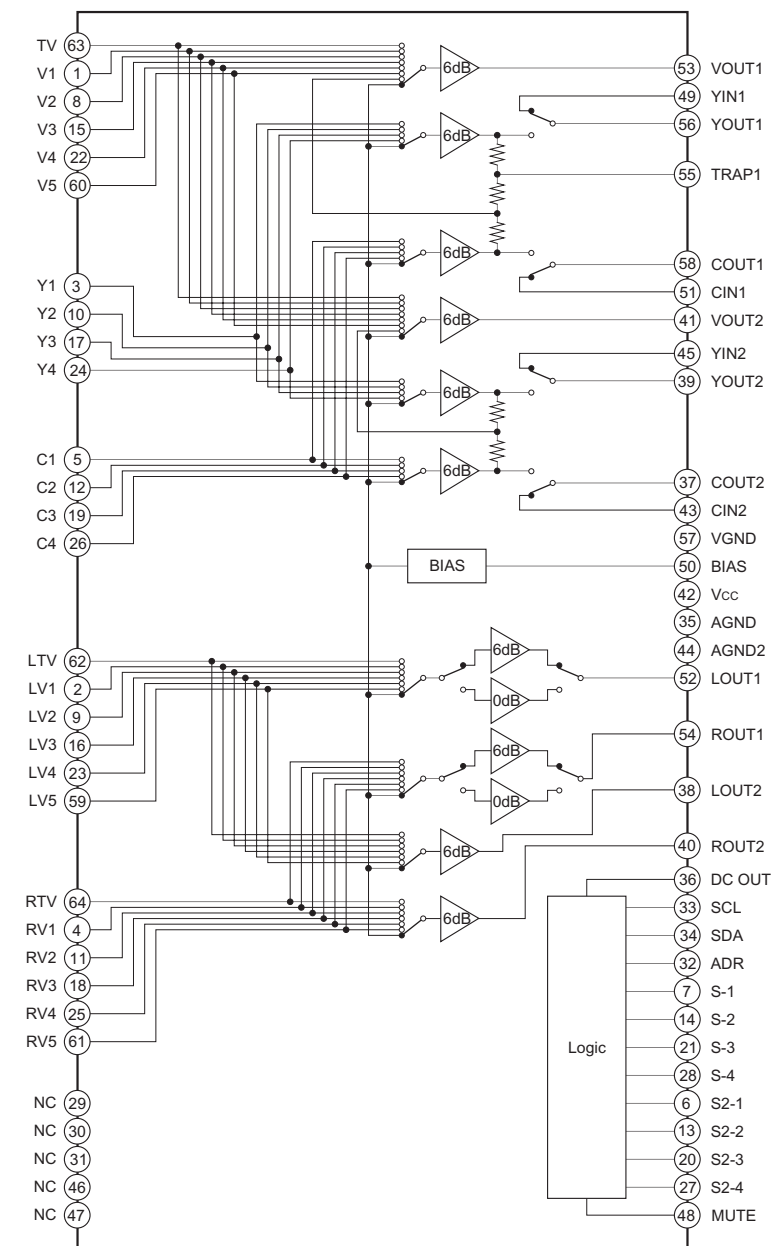 TV 63
V1 1
V2 8
V3 15
V4 22
V5 60
Y1 3
Y2 10
Y3 17
Y4 24
C1 5
C2 12
C3 19
C4 26
LTV 62
LV1 2
LV2 9
LV3 16
LV4 23
LV5 59
RTV 64
RV1 4
RV2 11
RV3 18
RV4 25
RV5 61
NC 29
NC 30
NC 31
NC 46
NC 47
6dB
6dB
6dB
6dB
6dB
6dB
BIAS
6dB
0dB
6dB
0dB
6dB
6dB
Logic
53 VOUT1
49 YIN1
56 YOUT1
55 TRAP1
58 COUT1
51 CIN1
41 VOUT2
45 YIN2
39 YOUT2
37 COUT2
43 CIN2
57 VGND
50 BIAS
42 Vcc
35 AGND
44 AGND2
52 LOUT1
54 ROUT1
38 LOUT2
40 ROUT2
36 DC OUT
33 SCL
34 SDA
32 ADR
7 S-1
14 S-2
21 S-3
28 S-4
6 S2-1
13 S2-2
20 S2-3
27 S2-4
48 MUTE